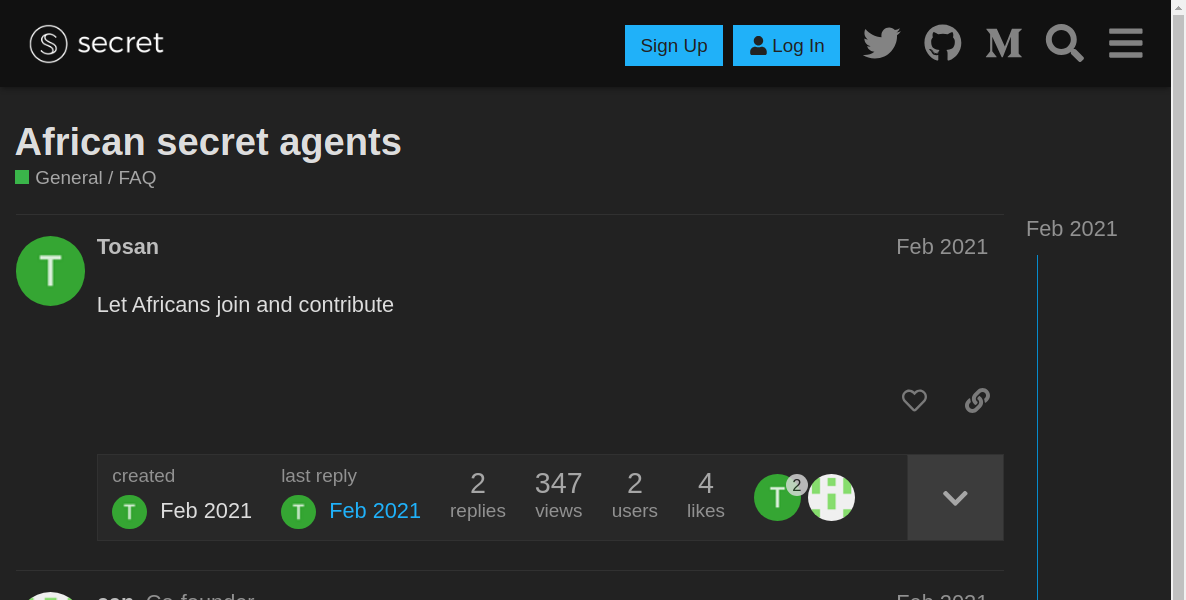 secret
Sign Up
Log In
African secret agents
General / FAQ
Feb 2021
T
Tosan
Feb 2021
Let Africans join and contribute
created
last reply
2
347
2
4
T
2
T
Feb 2021
T
Feb 2021
replies
views
users
likes
Co-founder
Feb 2021